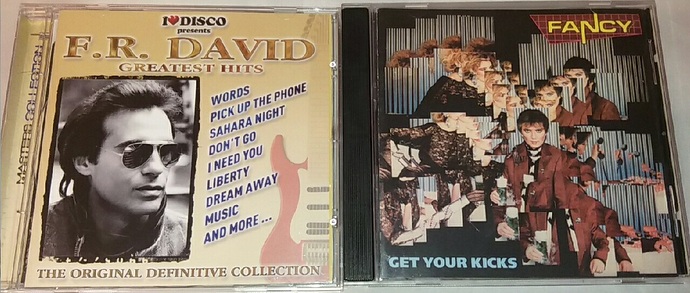 I ❤ DISCO
presents
F.R. DAVID
GREATEST HITS
WORDS
PICK UP THE PHONE
SAHARA NIGHT
DON'T GO
I NEED YOU
LIBERTY
DREAM AWAY
MUSIC
AND MORE ...
THE ORIGINAL DEFINITIVE COLLECTION
MASTERS COLLECTION
FANCY
GET YOUR KICKS